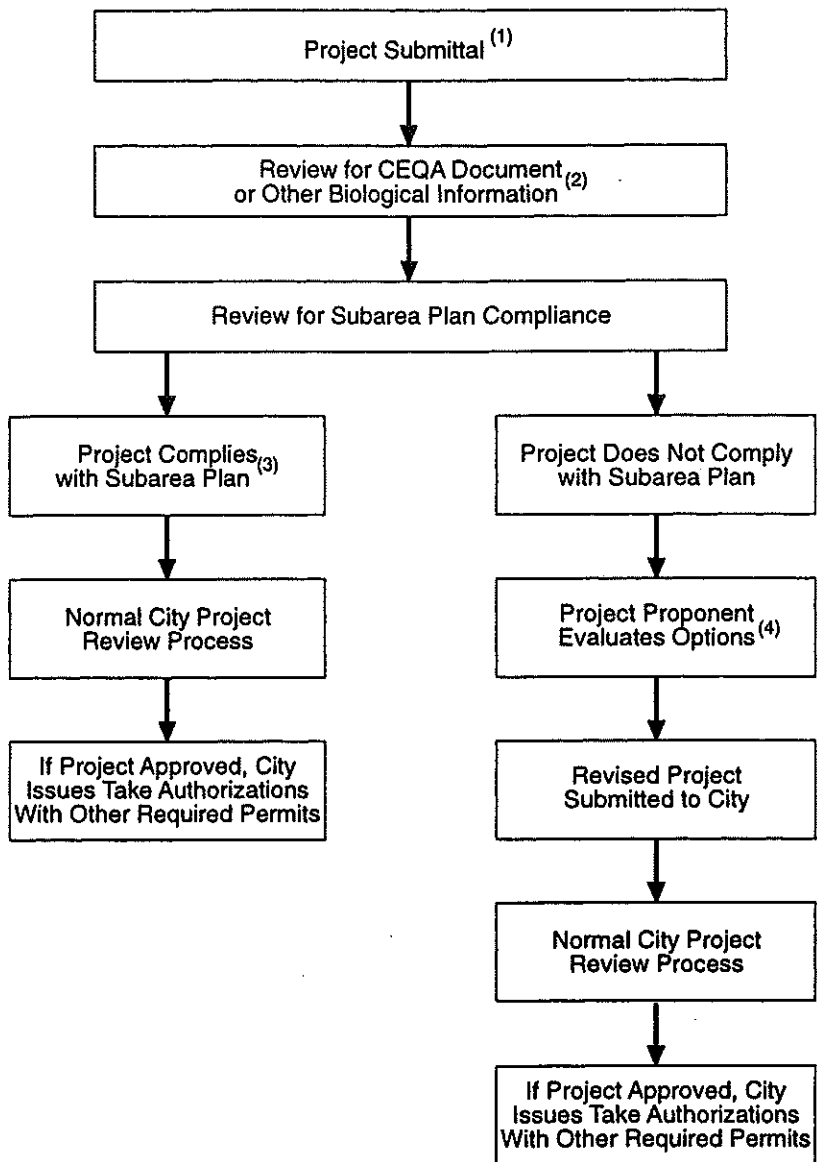 Project Submittal (1)
Review for CEQA Document
or Other Biological Information (2)
Review for Subarea Plan Compliance
Project Complies
with Subarea Plan (3)
Normal City Project
Review Process
If Project Approved, City
Issues Take Authorizations
With Other Required Permits
Project Does Not Comply
with Subarea Plan
Project Proponent
Evaluates Options (4)
Revised Project
Submitted to City
Normal City Project
Review Process
If Project Approved, City
Issues Take Authorizations
With Other Required Permits